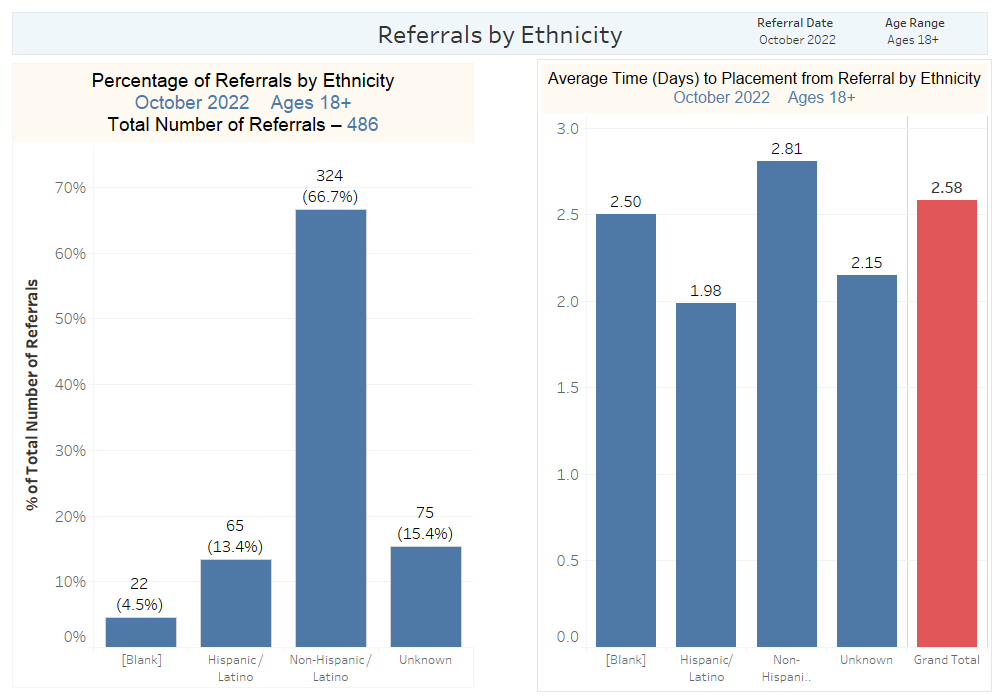 Referrals by Ethnicity
Referral Date
October 2022
Age Range
Ages 18+
Percentage of Referrals by Ethnicity
October 2022 Ages 18+
Total Number of Referrals – 486
% of Total Number of Referrals
70%
60%
50%
40%
30%
20%
10%
0%
22
(4.5%)
65
(13.4%)
324
(66.7%)
75
(15.4%)
[Blank]
Hispanic/
Latino
Non-Hispanic/
Latino
Unknown
Average Time (Days) to Placement from Referral by Ethnicity
October 2022 Ages 18+
3.0
2.5
2.0
1.5
1.0
0.5
0.0
2.50
1.98
2.81
2.15
2.58
[Blank]
Hispanic/
Latino
Non-
Hispani..
Unknown
Grand Total